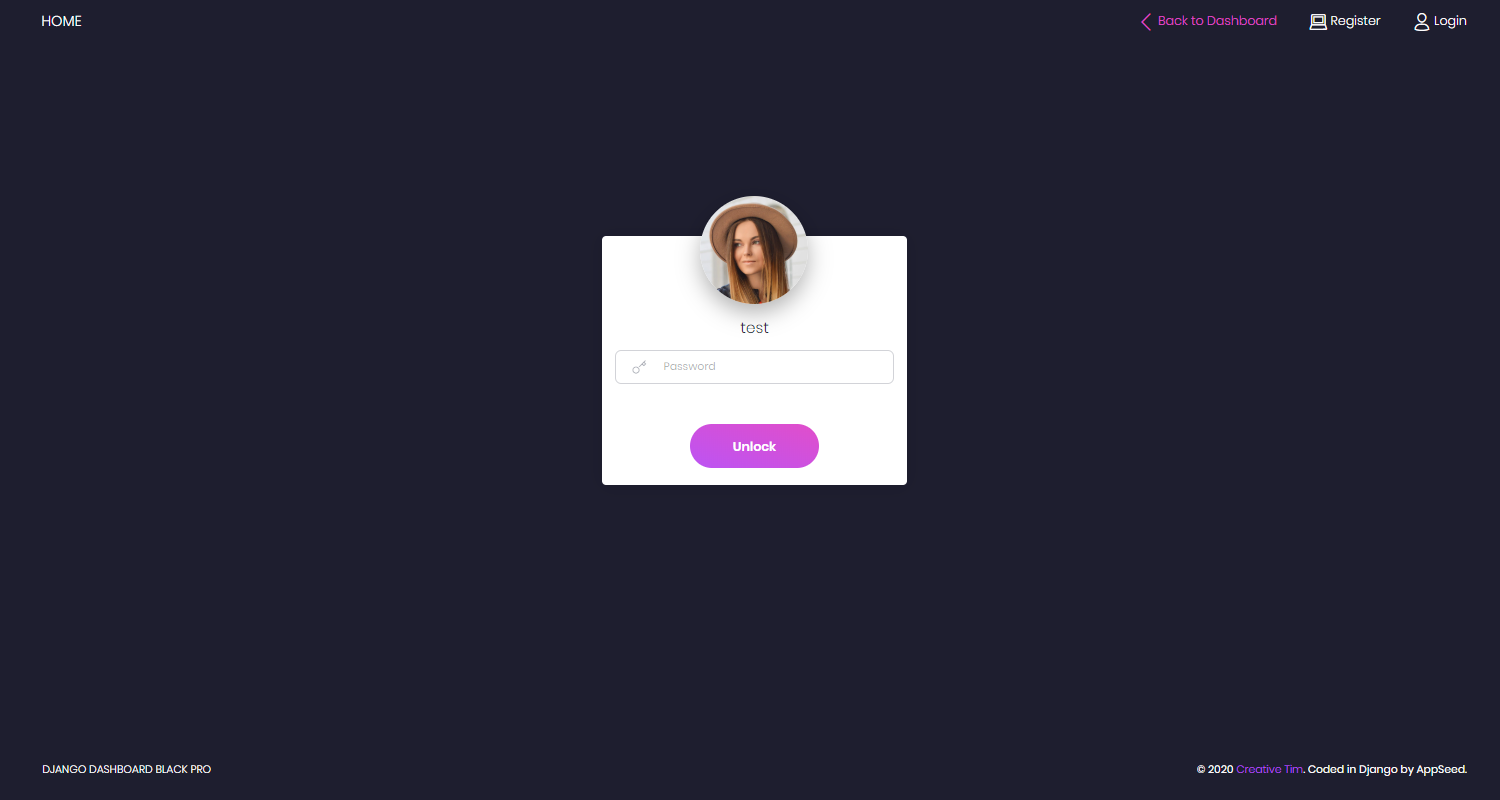 HOME
Back to Dashboard
Register
Login
test
Password
Unlock
DJANGO DASHBOARD BLACK PRO
© 2020 Creative Tim. Coded in Django by AppSeed.